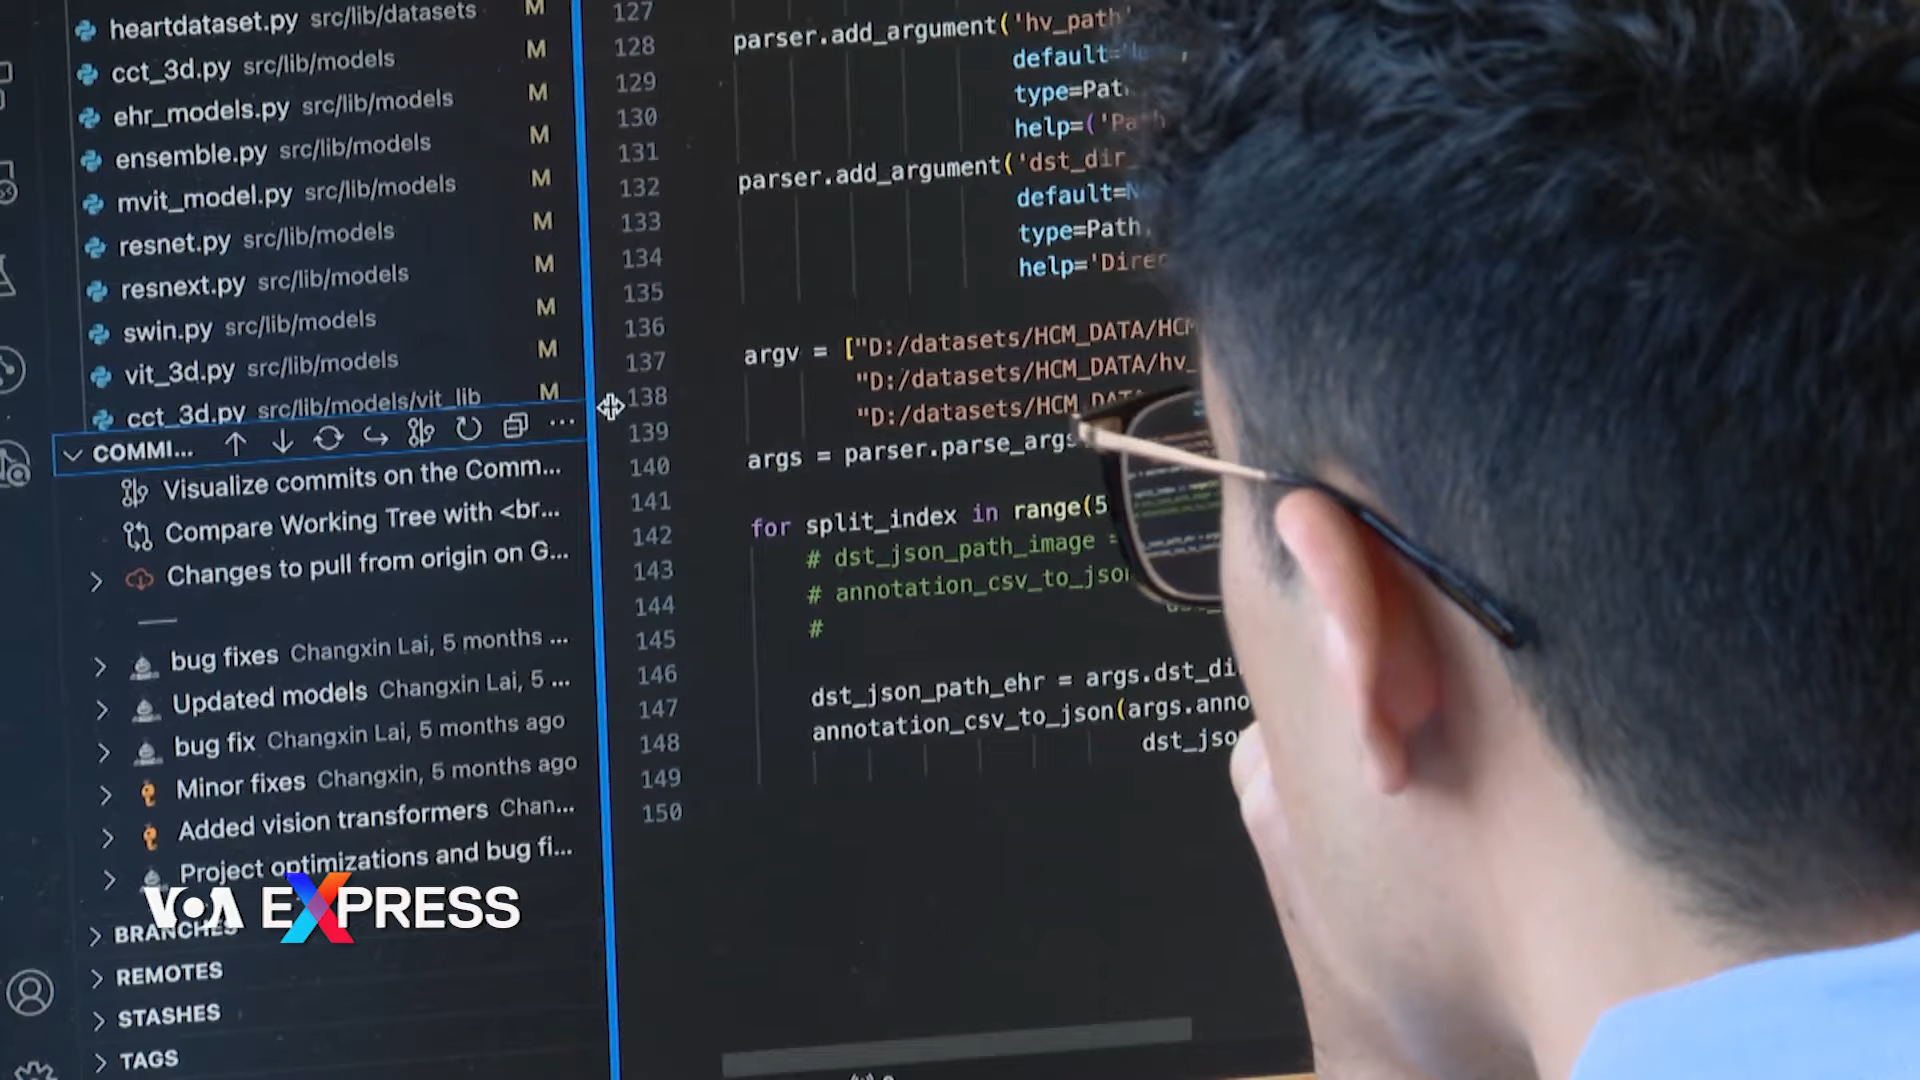 heartdataset.py src/lib/datasets M
cct_3d.py src/lib/models M
ehr_models.py src/lib/models M
ensemble.py src/lib/models M
mvit_model.py src/lib/models M
resnet.py src/lib/models M
resnext.py src/lib/models M
swin.py src/lib/models M
vit_3d.py src/lib/models M
cct_3d.py src/lib/models/vit_lib M
COMMI...
Visualize commits on the Comm...
Compare Working Tree with <br...
Changes to pull from origin on G...
bug fixes Changxin Lai, 5 months ...
Updated models Changxin Lai, 5 ...
bug fix Changxin Lai, 5 months ago
Minor fixes Changxin, 5 months ago
Added vision transformers Chan...
Project optimizations and bug fi...
BRANCHES
REMOTES
STASHES
TAGS
127
128 parser.add_argument('hv_path'
129 default=
130 type=Path
131 help=('Path
132 parser.add_argument('dst_dir_
133 default=N
134 type=Path,
135 help='Direc
136
137 argv = ["D:/datasets/HCM_DATA/HCM
138 "D:/datasets/HCM_DATA/hv_
139 "D:/datasets/HCM_DATA
140 args = parser.parse_args
141
142 for split_index in range(5
143 # dst_json_path_image =
144 # annotation_csv_to_json
145 #
146
147 dst_json_path_ehr = args.dst_di
148 annotation_csv_to_json(args.anno
149 dst_jso
150
VOA EXPRESS